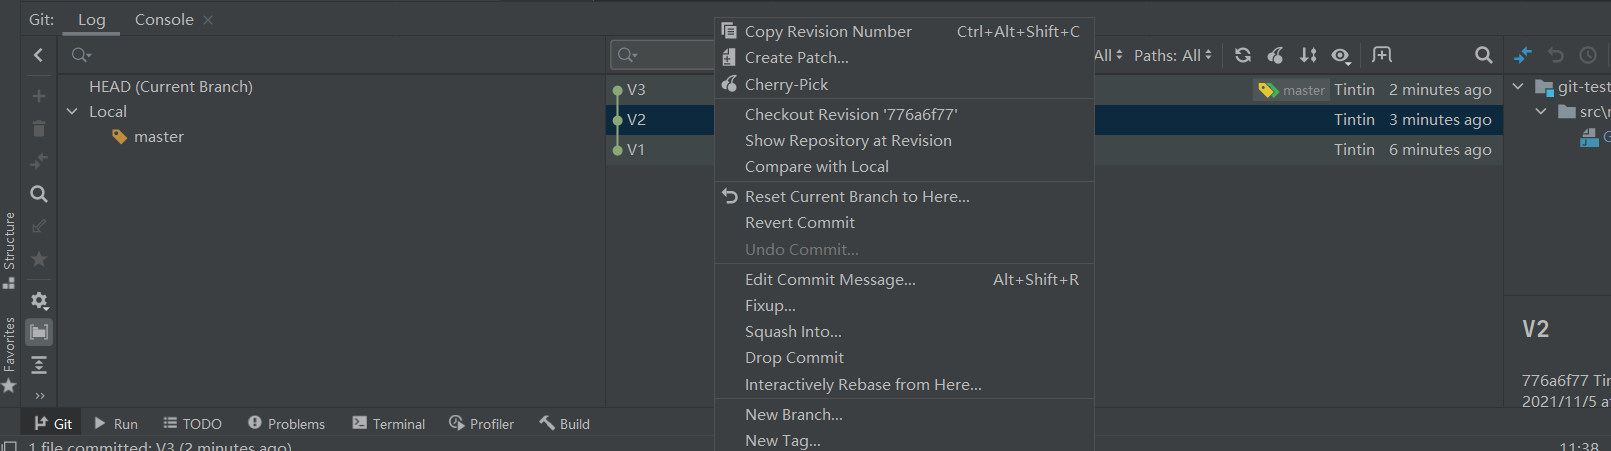 Git: Log Console
Copy Revision Number Ctrl+Alt+Shift+C
Create Patch...
All Paths: All
Cherry-Pick
HEAD (Current Branch)
V3 master Tintin 2 minutes ago
git-test
Local
Checkout Revision '776a6f77'
V2 Tintin 3 minutes ago
master
Show Repository at Revision
V1 Tintin 6 minutes ago
Compare with Local
Reset Current Branch to Here...
Revert Commit
Undo Commit...
Structure
Edit Commit Message... Alt+Shift+R
Fixup...
Squash Into...
V2
Favorites
Drop Commit
Interactively Rebase from Here...
776a6f77 Tin
2021/11/5 at
New Branch...
Git Run TODO Problems Terminal Profiler Build
New Tag...
1 file committed: V3 (2 minutes ago)
11:38